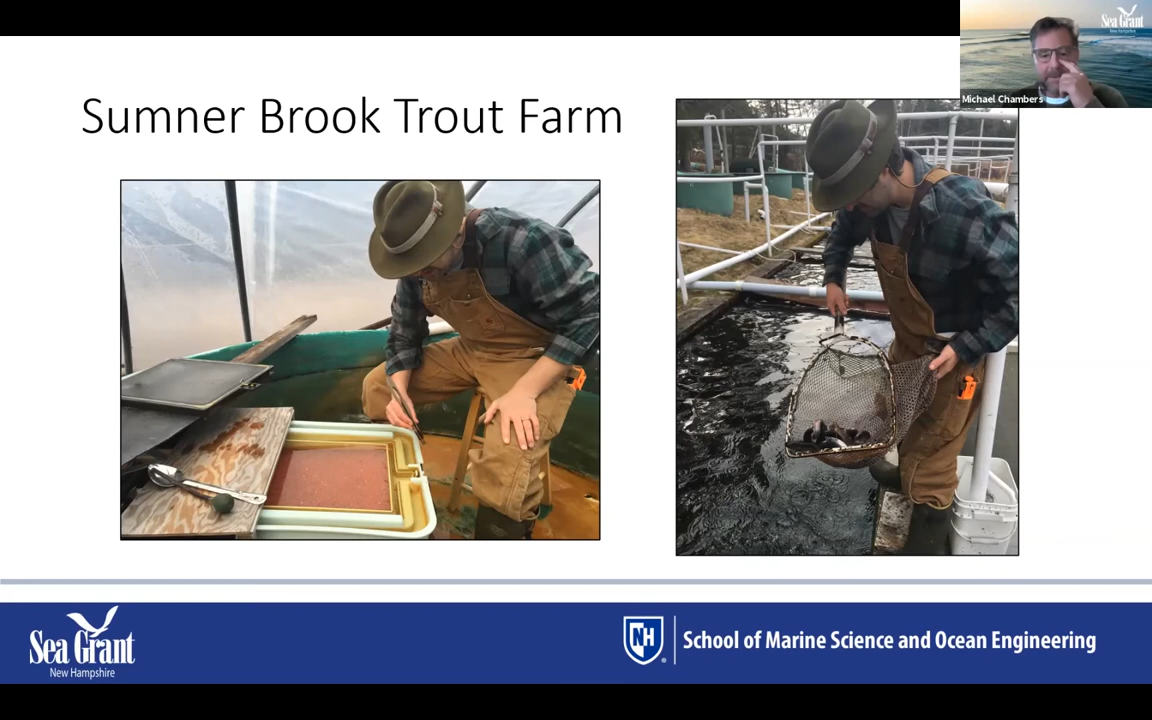 Sea Grant
New Hampshire
Michael Chambers
Sumner Brook Trout Farm
Sea Grant
New Hampshire
NH
School of Marine Science and Ocean Engineering